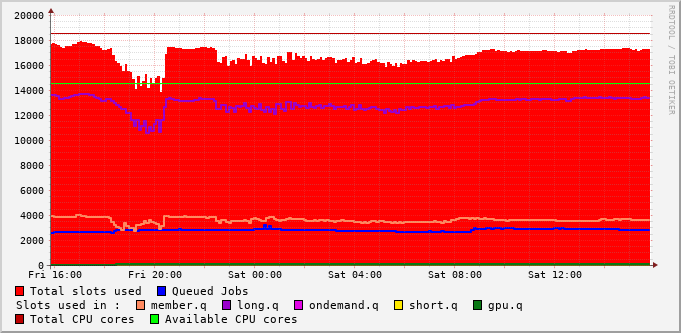 20000
18000
16000
14000
12000
10000
8000
6000
4000
2000
0
Fri 16:00 Fri 20:00 Sat 00:00 Sat 04:00 Sat 08:00 Sat 12:00
Total slots used Queued Jobs
Slots used in : member.q long.q ondemand.q short.q gpu.q
Total CPU cores Available CPU cores
RRDTOOL / TOBI OETIKER